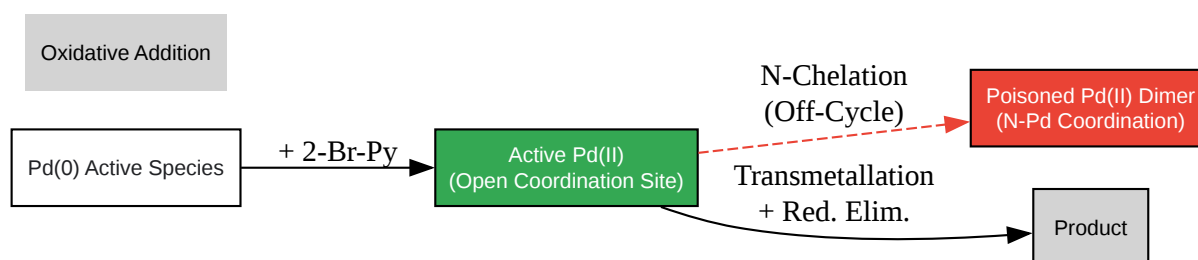 Oxidative Addition
Pd(0) Active Species
+ 2-Br-Py
Active Pd(II)
(Open Coordination Site)
N-Chelation
(Off-Cycle)
Poisoned Pd(II) Dimer
(N-Pd Coordination)
Transmetallation
+ Red. Elim.
Product